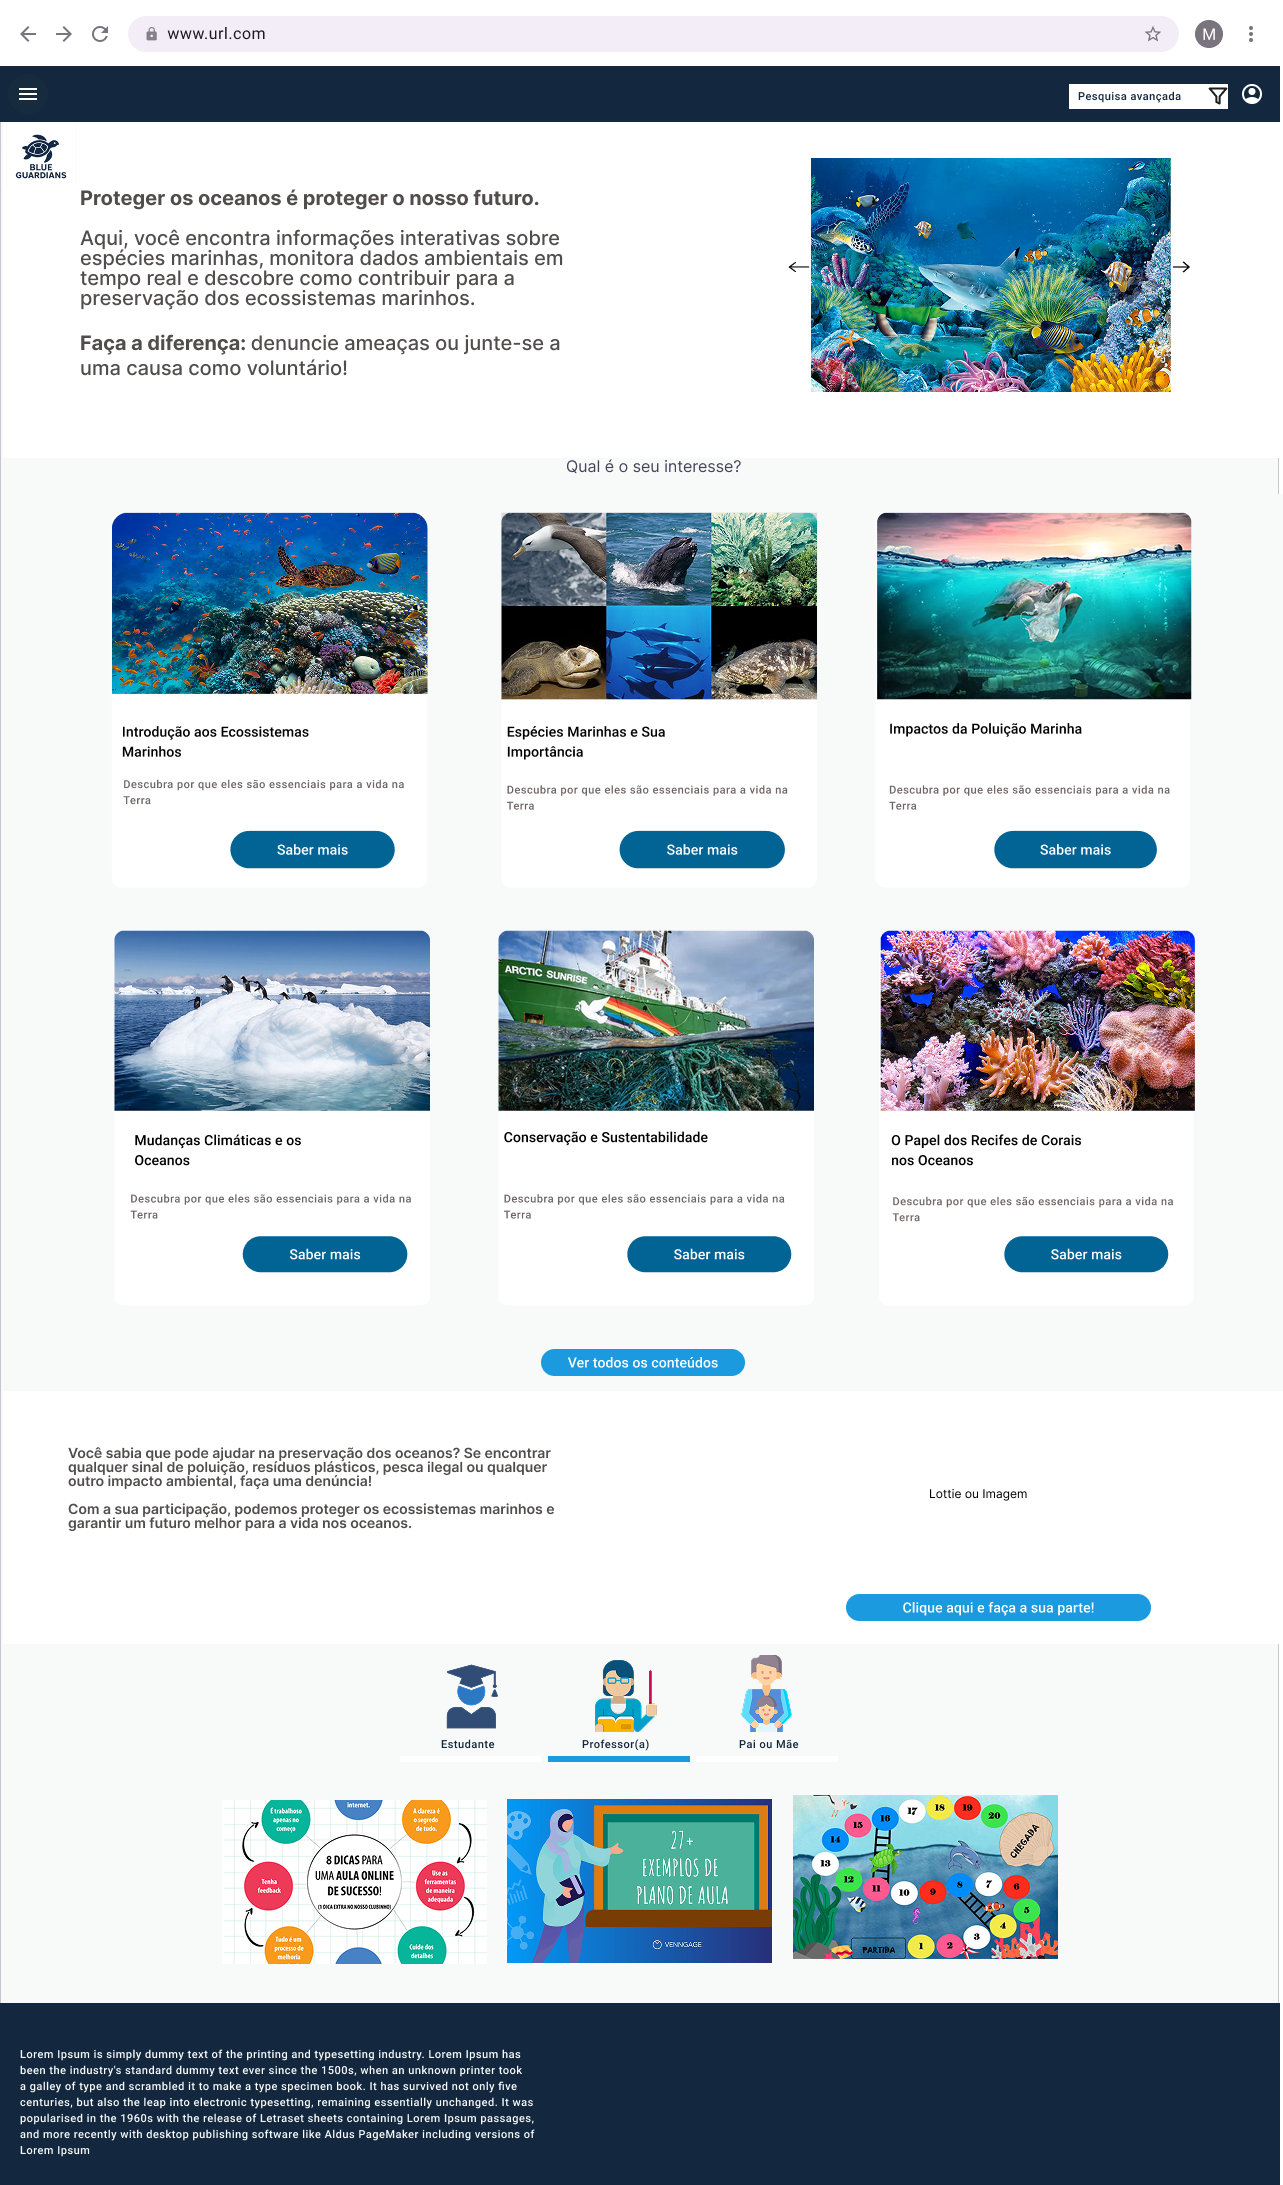 www.url.com
M
Pesquisa avançada
BLUE
GUARDIANS
Proteger os oceanos é proteger o nosso futuro.
Aqui, você encontra informações interativas sobre
espécies marinhas, monitora dados ambientais em
tempo real e descobre como contribuir para a
preservação dos ecossistemas marinhos.
Faça a diferença: denuncie ameaças ou junte-se a
uma causa como voluntário!
Qual é o seu interesse?
Introdução aos Ecossistemas
Marinhos
Descubra por que eles são essenciais para a vida na
Terra
Saber mais
Espécies Marinhas e Sua
Importância
Descubra por que eles são essenciais para a vida na
Terra
Saber mais
Impactos da Poluição Marinha
Descubra por que eles são essenciais para a vida na
Terra
Saber mais
Mudanças Climáticas e os
Oceanos
Descubra por que eles são essenciais para a vida na
Terra
Saber mais
ARCTIC SUNRISE
Conservação e Sustentabilidade
Descubra por que eles são essenciais para a vida na
Terra
Saber mais
O Papel dos Recifes de Corais
nos Oceanos
Descubra por que eles são essenciais para a vida na
Terra
Saber mais
Ver todos os conteúdos
Você sabia que pode ajudar na preservação dos oceanos? Se encontrar
qualquer sinal de poluição, resíduos plásticos, pesca ilegal ou qualquer
outro impacto ambiental, faça uma denúncia!
Com a sua participação, podemos proteger os ecossistemas marinhos e
garantir um futuro melhor para a vida nos oceanos.
Lottie ou Imagem
Clique aqui e faça a sua parte!
Estudante
Professor(a)
Pai ou Mãe
É trabalhoso
apenas no
começo
internet.
A clareza é
o segredo
de tudo.
8 DICAS PARA
UMA AULA ONLINE
DE SUCESSO!
(1 DICA EXTRA NO NOSSO CLUBINHO)
Tenha
feedback
Use as
ferramentas
de maneira
adequada
Tudo é um
processo de
melhoria
Cuide dos
detalhes
27+
EXEMPLOS DE
PLANO DE AULA
VENNGAGE
20
19
18
17
16
15
14
13
12
11
10
9
8
7
6
5
4
3
2
1
CHEGADA
PARTIDA
Lorem Ipsum is simply dummy text of the printing and typesetting industry. Lorem Ipsum has
been the industry's standard dummy text ever since the 1500s, when an unknown printer took
a galley of type and scrambled it to make a type specimen book. It has survived not only five
centuries, but also the leap into electronic typesetting, remaining essentially unchanged. It was
popularised in the 1960s with the release of Letraset sheets containing Lorem Ipsum passages,
and more recently with desktop publishing software like Aldus PageMaker including versions of
Lorem Ipsum